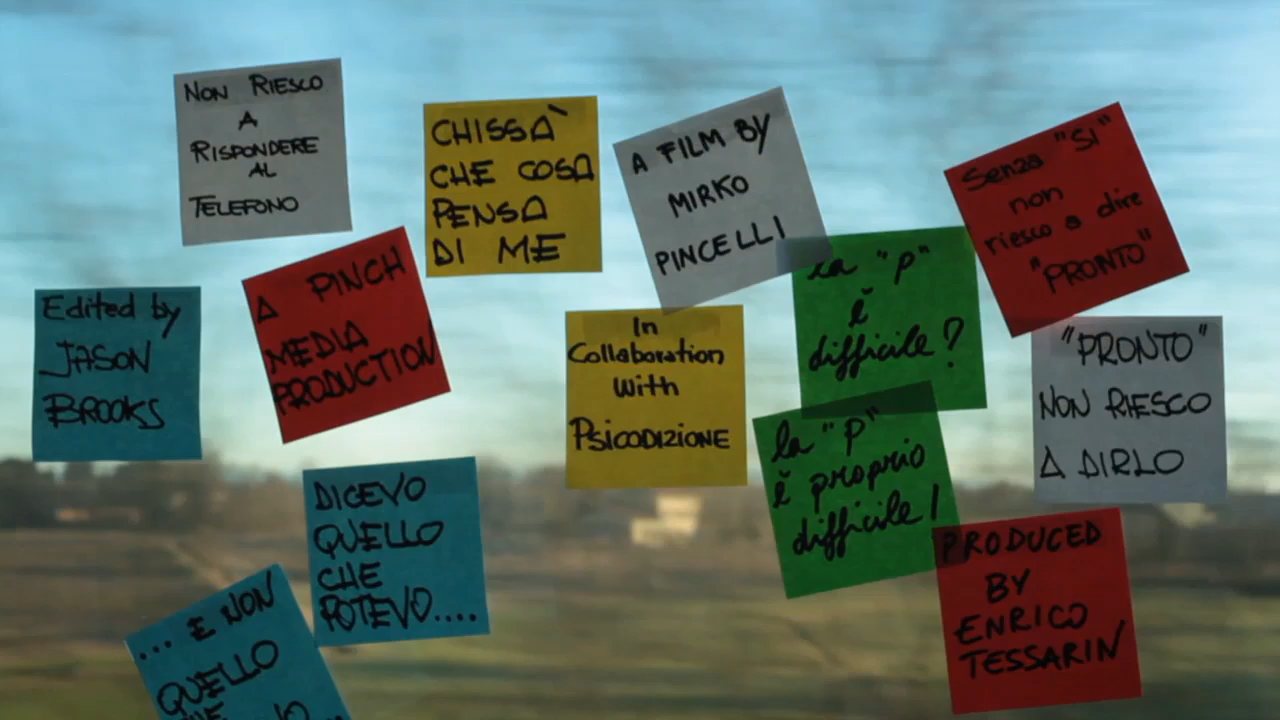 NON RIESCO
A
RISPONDERE
AL
TELEFONO
CHISSÀ
CHE COSA
PENSA
DI ME
A FILM BY
MIRKO
PINCELLI
Senza "SI"
non
riesco a dire
"PRONTO"
Edited by
JASON
BROOKS
A PINCH
MEDIA
PRODUCTION
In
Collaboration
With
PSICODIZIONE
la "P"
è
difficile?
"PRONTO"
NON RIESCO
A DIRLO
la "P"
è proprio
difficile!
DICEVO
QUELLO
CHE
POTEVO....
PRODUCED
BY
ENRICO
TESSARIN
... E NON
QUELLO
CHE